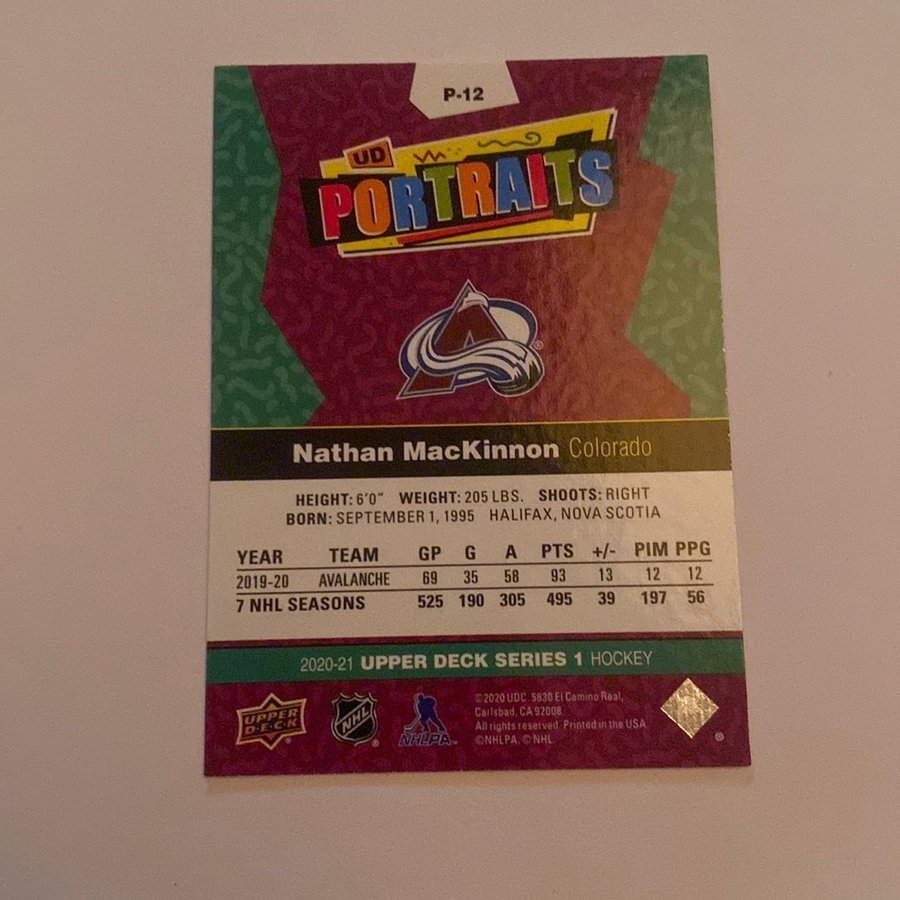 P-12
UD
PORTRAITS
A ®
Nathan MacKinnon Colorado
HEIGHT: 6'0" WEIGHT: 205 LBS. SHOOTS: RIGHT
BORN: SEPTEMBER 1, 1995 HALIFAX, NOVA SCOTIA
YEAR TEAM GP G A PTS +/- PIM PPG
2019-20 AVALANCHE 69 35 58 93 13 12 12
7 NHL SEASONS 525 190 305 495 39 197 56
2020-21 UPPER DECK SERIES 1 HOCKEY
UPPER DECK ®
NHL ®
NHLPA
©2020 UDC. 5830 El Camino Real,
Carlsbad, CA 92008.
All rights reserved. Printed in the USA.
©NHLPA. © NHL
®